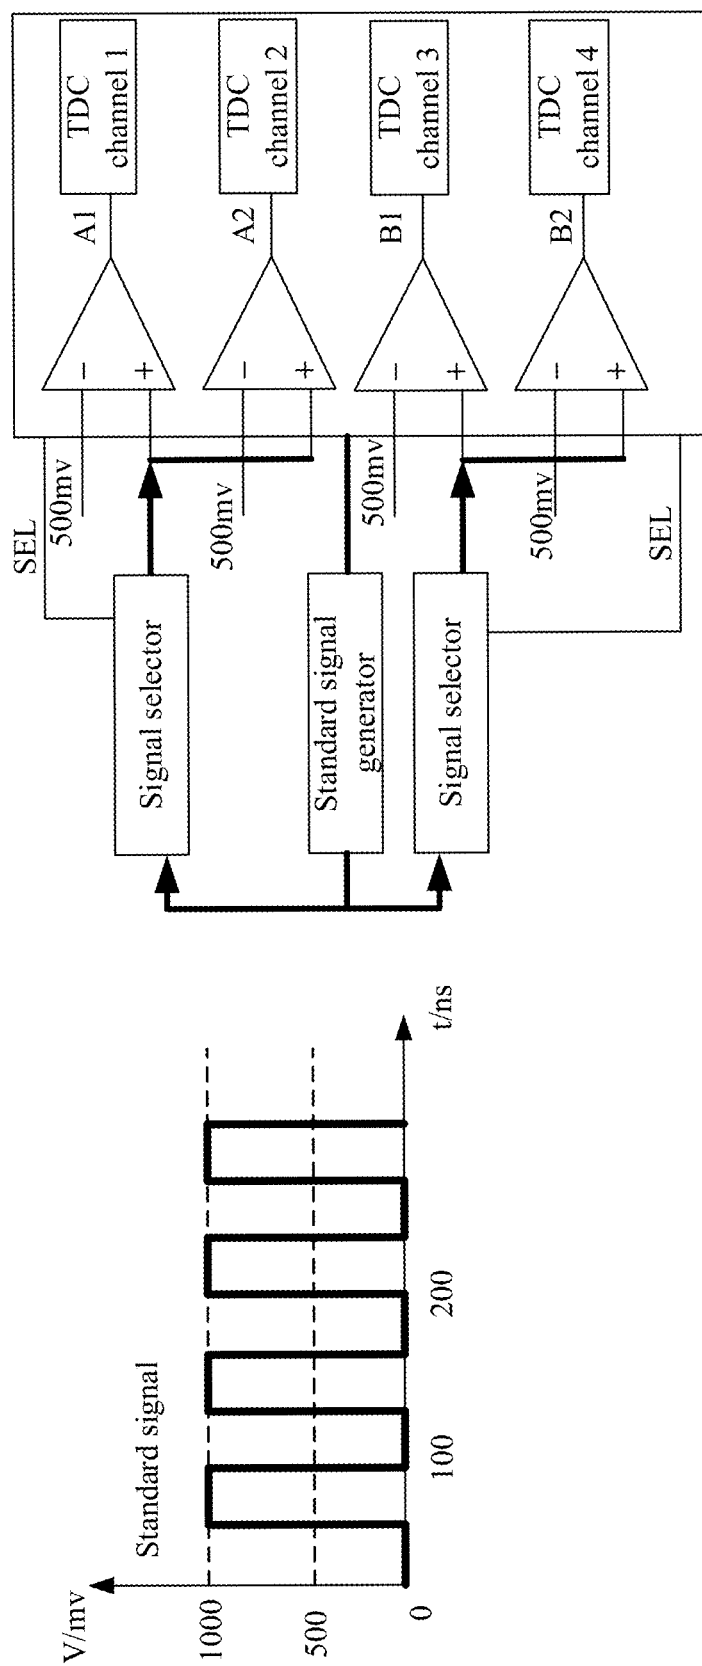 V/mv
Standard signal
1000
500
0
100
200
t/ns
Signal selector
SEL
Standard signal
generator
Signal selector
SEL
500mv
500mv
500mv
500mv
−
+
−
+
−
+
−
+
A1
A2
B1
B2
TDC
channel 1
TDC
channel 2
TDC
channel 3
TDC
channel 4